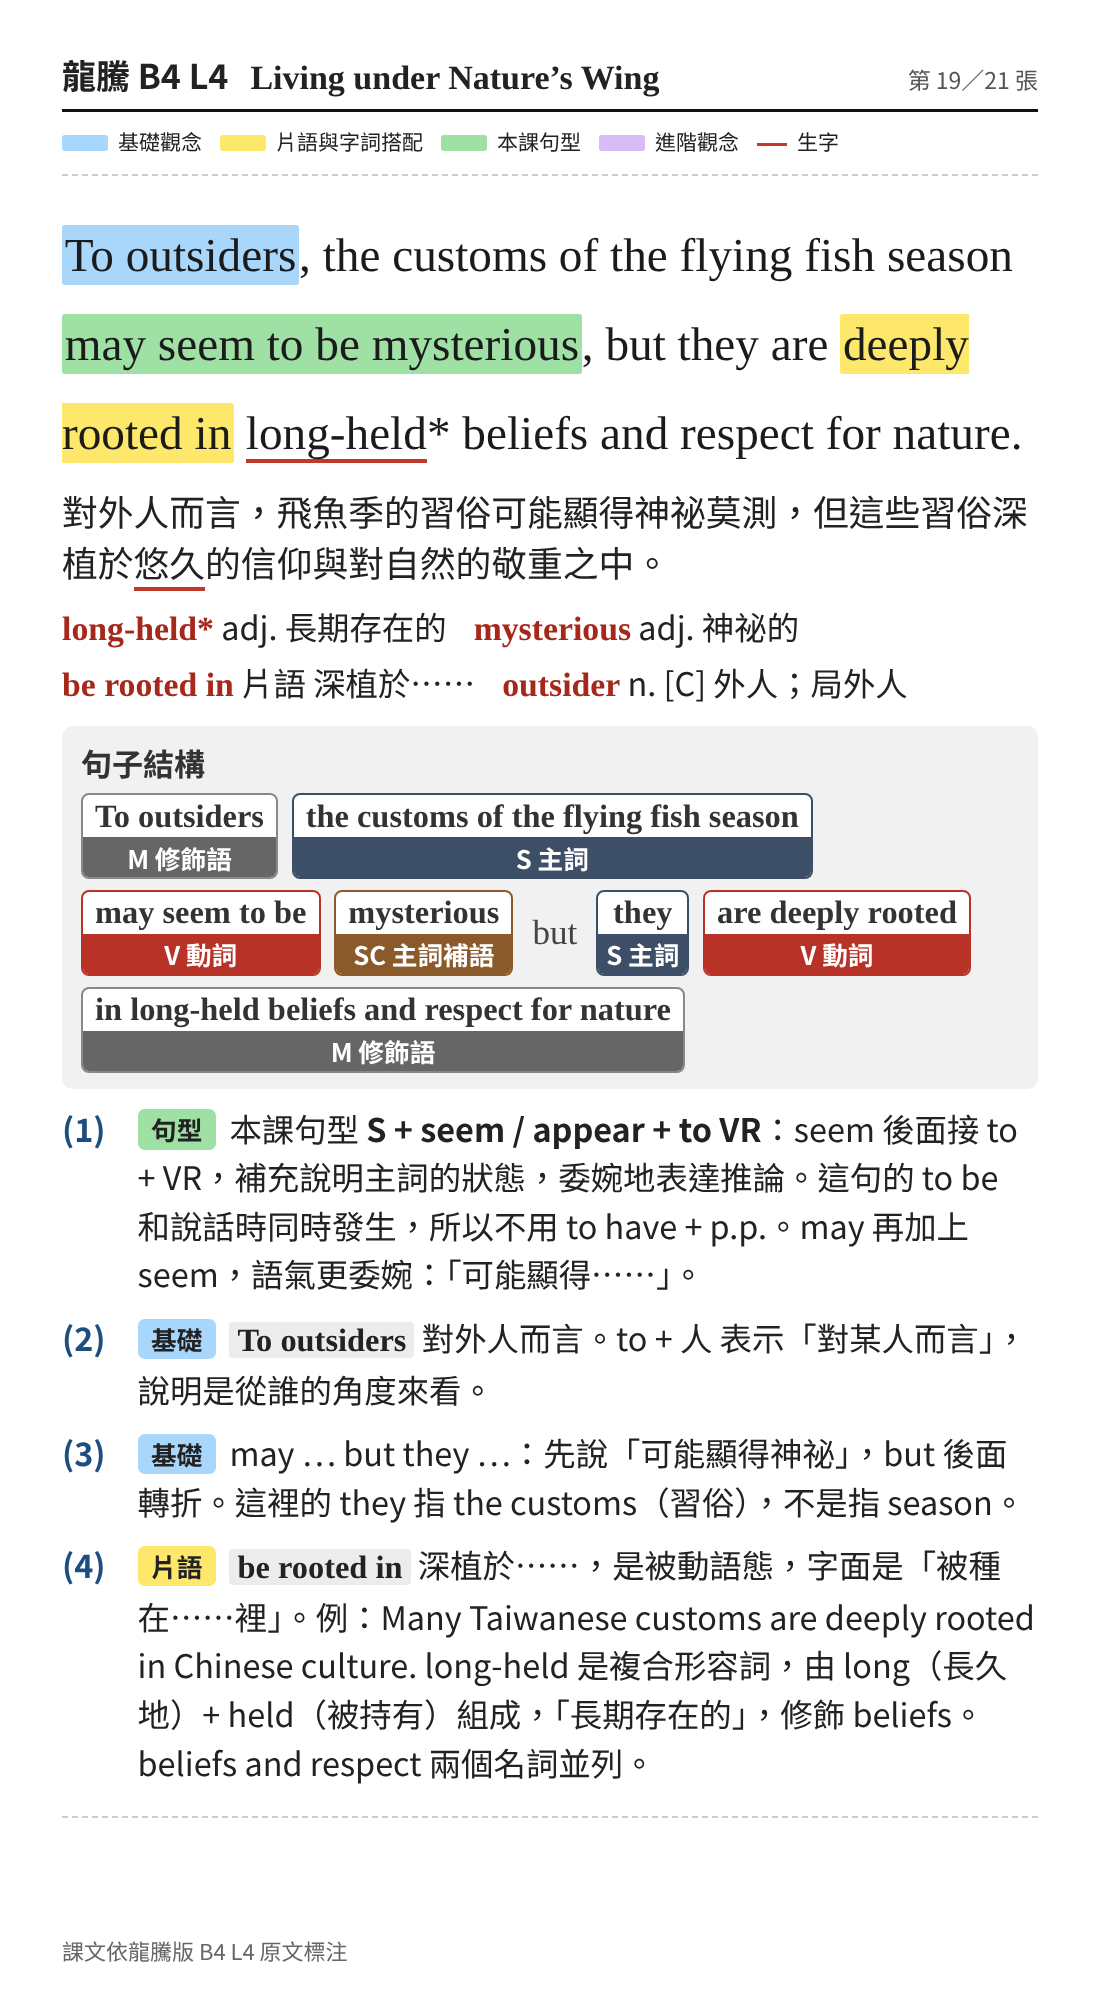 龍騰 B4 L4 Living under Nature’s Wing 第 19／21 張
基礎觀念 片語與字詞搭配 本課句型 進階觀念 生字
To outsiders, the customs of the flying fish season
may seem to be mysterious, but they are deeply
rooted in long-held* beliefs and respect for nature.
對外人而言，飛魚季的習俗可能顯得神祕莫測，但這些習俗深
植於悠久的信仰與對自然的敬重之中。
long-held* adj. 長期存在的 mysterious adj. 神祕的
be rooted in 片語 深植於⋯⋯ outsider n. [C] 外人；局外人
句子結構
To outsiders the customs of the flying fish season
M 修飾語 S 主詞
may seem to be mysterious but they are deeply rooted
V 動詞 SC 主詞補語 S 主詞 V 動詞
in long-held beliefs and respect for nature
M 修飾語
(1) 句型 本課句型 S + seem / appear + to VR：seem 後面接 to
+ VR，補充說明主詞的狀態，委婉地表達推論。這句的 to be
和說話時同時發生，所以不用 to have + p.p.。may 再加上
seem，語氣更委婉：「可能顯得⋯⋯」。
(2) 基礎 To outsiders 對外人而言。to + 人 表示「對某人而言」，
說明是從誰的角度來看。
(3) 基礎 may … but they …：先說「可能顯得神祕」，but 後面
轉折。這裡的 they 指 the customs（習俗），不是指 season。
(4) 片語 be rooted in 深植於⋯⋯，是被動語態，字面是「被種
在⋯⋯裡」。例：Many Taiwanese customs are deeply rooted
in Chinese culture. long-held 是複合形容詞，由 long（長久
地）+ held（被持有）組成，「長期存在的」，修飾 beliefs。
beliefs and respect 兩個名詞並列。
課文依龍騰版 B4 L4 原文標注